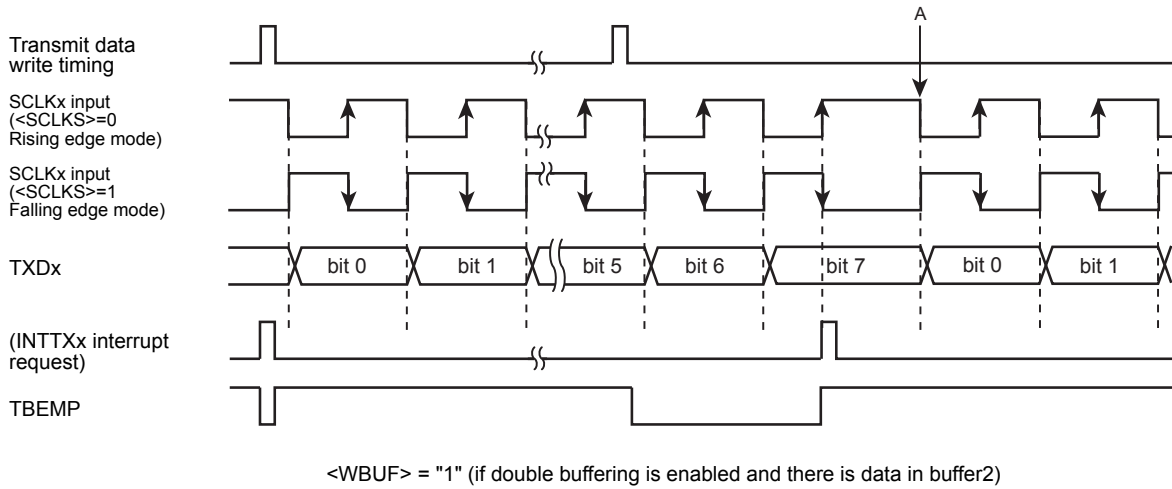 A
Transmit data
write timing
SCLKx input
(<SCLKS>=0
Rising edge mode)
SCLKx input
(<SCLKS>=1
Falling edge mode)
TXDx
bit 0
bit 1
bit 5
bit 6
bit 7
bit 0
bit 1
(INTTXx interrupt
request)
TBEMP
<WBUF> = "1" (if double buffering is enabled and there is data in buffer2)